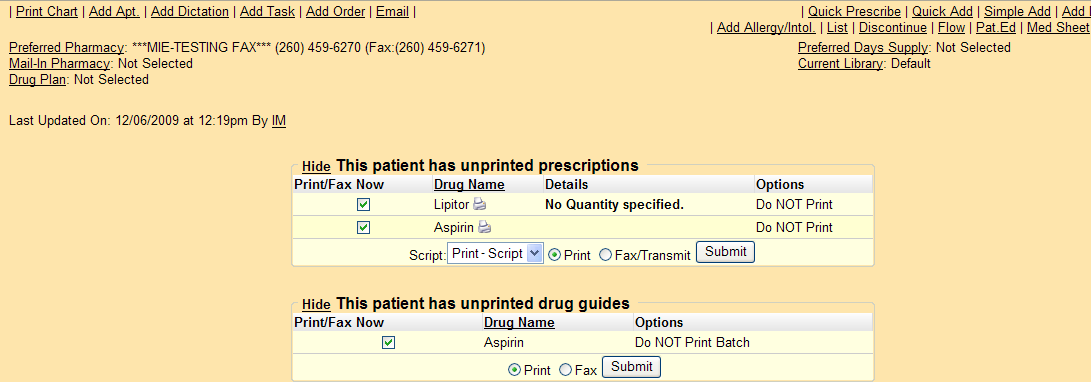 | Print Chart | Add Apt. | Add Dictation | Add Task | Add Order | Email |
| Quick Prescribe | Quick Add | Simple Add | Add
| Add Allergy/Intol. | List | Discontinue | Flow | Pat.Ed | Med Sheet
Preferred Pharmacy: ***MIE-TESTING FAX*** (260) 459-6270 (Fax:(260) 459-6271)
Preferred Days Supply: Not Selected
Mail-In Pharmacy: Not Selected
Current Library: Default
Drug Plan: Not Selected
Last Updated On: 12/06/2009 at 12:19pm By IM
Hide This patient has unprinted prescriptions
Print/Fax Now Drug Name Details Options
Lipitor No Quantity specified. Do NOT Print
Aspirin Do NOT Print
Script: Print - Script Print Fax/Transmit Submit
Hide This patient has unprinted drug guides
Print/Fax Now Drug Name Options
Aspirin Do NOT Print Batch
Print Fax Submit